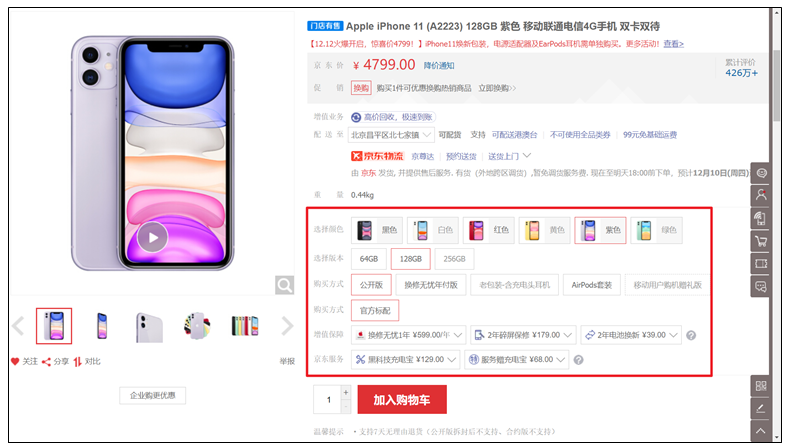 门店有售 Apple iPhone 11 (A2223) 128GB 紫色 移动联通电信4G手机 双卡双待
【12.12火爆开启，惊喜价4799！】iPhone11焕新包装，电源适配器及EarPods耳机需单独购买。更多活动！查看>
京东价 ¥ 4799.00 降价通知
累计评价
426万+
促销 换购 购买1件可优惠换购热销商品 立即换购>>
增值业务 高价回收，极速到账
配送至 北京昌平区北七家镇 可配货 支持 可配送港澳台 不可使用全品类券 99元免基础运费
京东物流 京尊达 预约送货 送货上门
由 京东 发货, 并提供售后服务. 有货 (外地跨区调货) ,暂免调货服务费. 现在至明天18:00前下单，预计12月10日(周四)
重量 0.44kg
选择颜色 黑色 白色 红色 黄色 紫色 绿色
选择版本 64GB 128GB 256GB
购买方式 公开版 换修无忧年付版 老包装-含充电头耳机 AirPods套装 移动用户购机赠礼版
购买方式 官方标配
增值保障 换修无忧1年 ¥599.00/年 2年碎屏保修 ¥179.00 2年电池换新 ¥39.00
京东服务 黑科技充电宝 ¥129.00 服务赠充电宝 ¥68.00
关注 分享 对比 举报
企业购更优惠
1 + - 加入购物车
温馨提示 • 支持7天无理由退货（公开版拆封后不支持、合约版不支持）